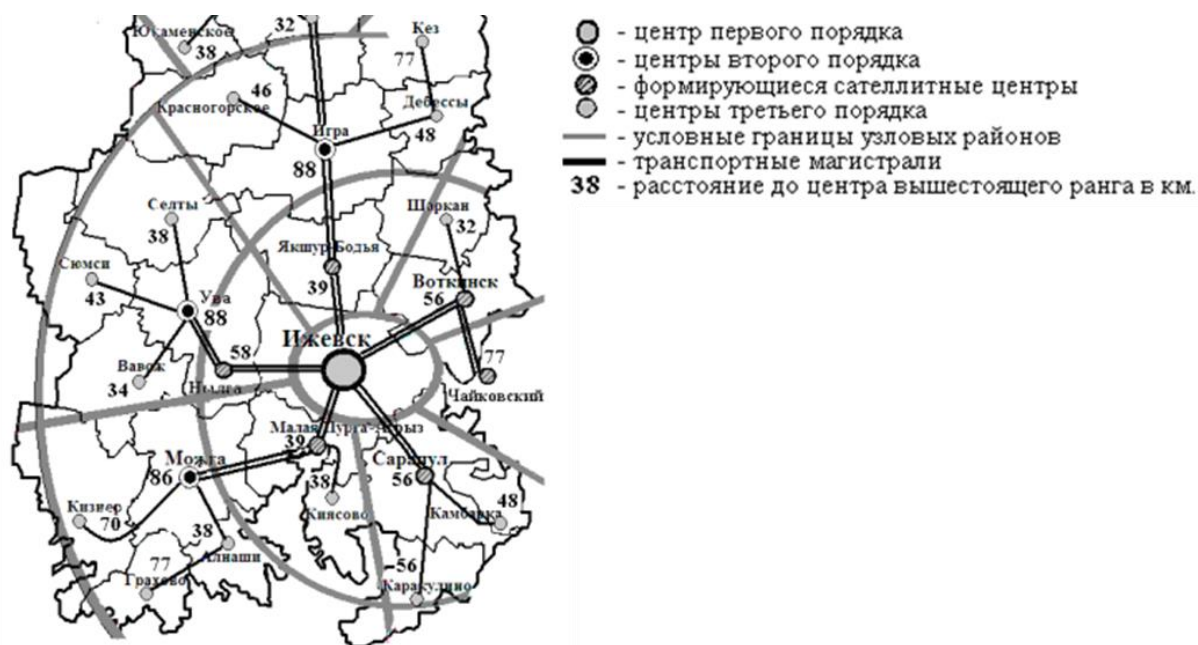 Юкаменское
38
32
Кез
77
46
Красногорское
Дебессы
48
Игра
88
Селты
38
Шаркан
32
Якшур-Бодья
39
Сюмси
43
Ува
88
Воткинск
56
Ижевск
58
Вавож
34
Нылга
77
Чайковский
Малая Пурга-Агрыз
39
Можга
86
Сарапул
56
38
Киясово
48
Камбарка
Кизнер
70
38
Алнаши
77
Грахово
56
Каракулино
- центр первого порядка
- центры второго порядка
- формирующиеся сателлитные центры
- центры третьего порядка
- условные границы узловых районов
- транспортные магистрали
38 - расстояние до центра вышестоящего ранга в км.